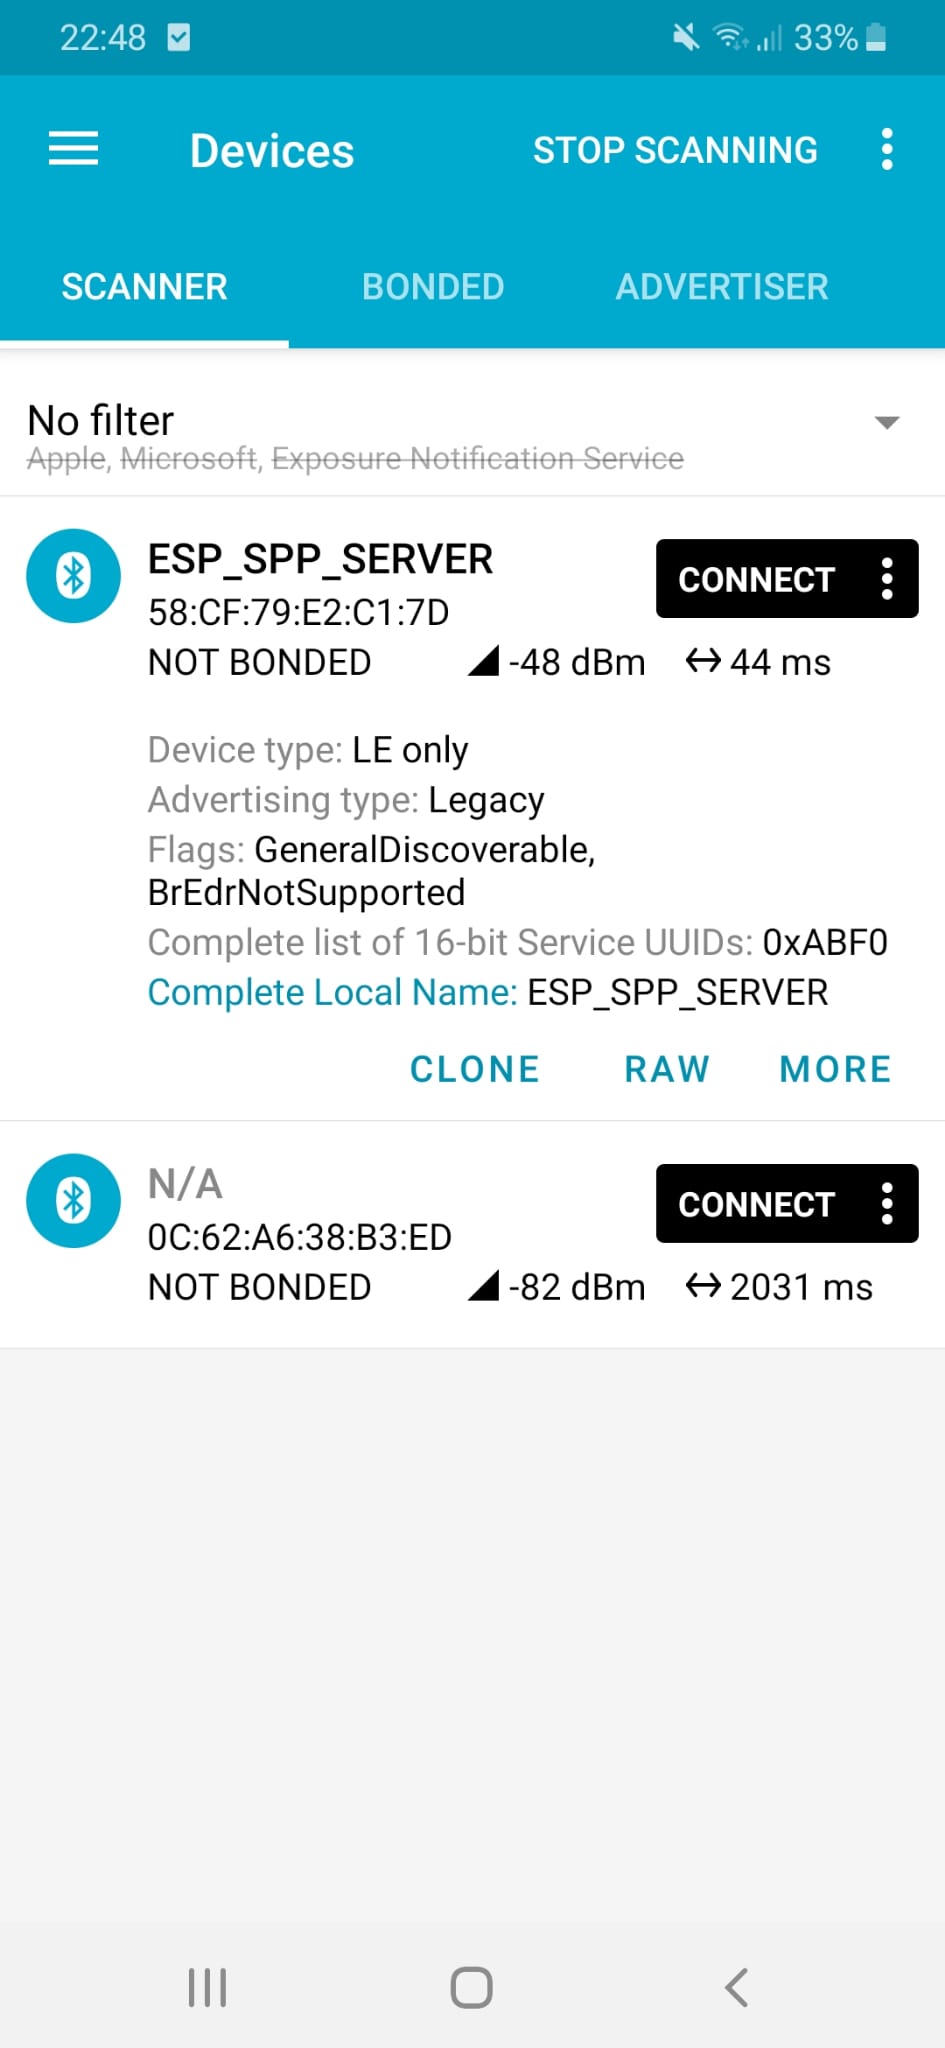 22:48
33%
Devices
STOP SCANNING
SCANNER
BONDED
ADVERTISER
No filter
Apple, Microsoft, Exposure Notification Service
ESP_SPP_SERVER
CONNECT
58:CF:79:E2:C1:7D
NOT BONDED
-48 dBm
44 ms
Device type: LE only
Advertising type: Legacy
Flags: GeneralDiscoverable,
BrEdrNotSupported
Complete list of 16-bit Service UUIDs: 0xABF0
Complete Local Name: ESP_SPP_SERVER
CLONE
RAW
MORE
N/A
CONNECT
0C:62:A6:38:B3:ED
NOT BONDED
-82 dBm
2031 ms